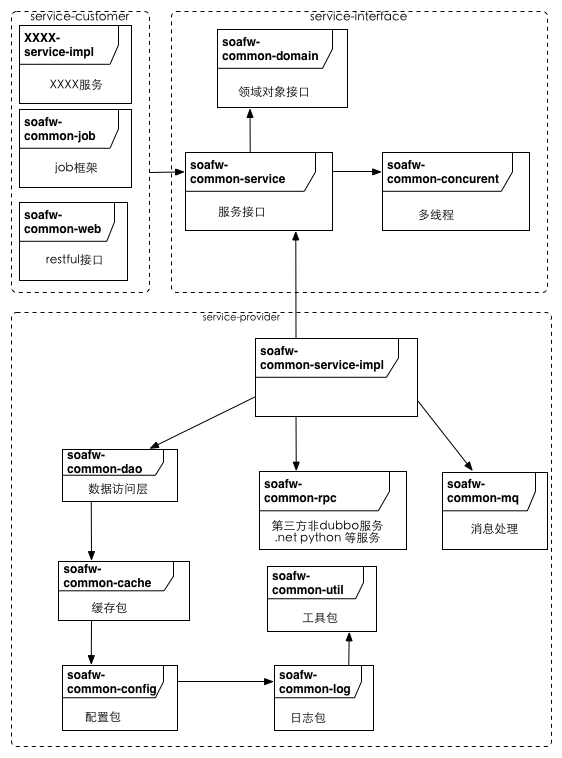 service-customer
XXXX-
service-impl
XXXX服务
soafw-
common-job
job框架
soafw-
common-web
restful接口
service-interface
soafw-
common-domain
领域对象接口
soafw-
common-service
服务接口
soafw-
common-concurent
多线程
service-provider
soafw-
common-service-impl
soafw-
common-dao
数据访问层
soafw-
common-rpc
第三方非dubbo服务
.net python 等服务
soafw-
common-mq
消息处理
soafw-
common-cache
缓存包
soafw-
common-util
工具包
soafw-
common-config
配置包
soafw-
common-log
日志包